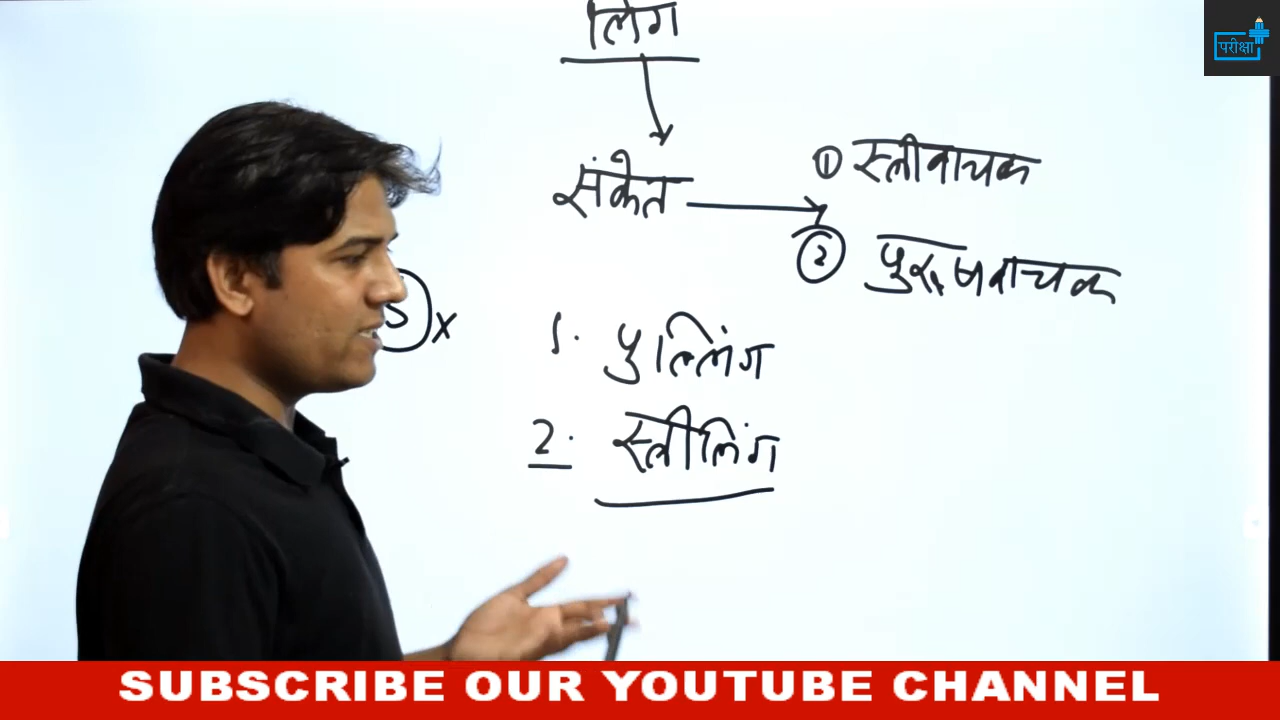 लिंग
परीक्षा
संकेत
① स्त्रीवाचक
② पुरुषवाचक
1. पुल्लिंग
2. स्त्रीलिंग
x
SUBSCRIBE OUR YOUTUBE CHANNEL